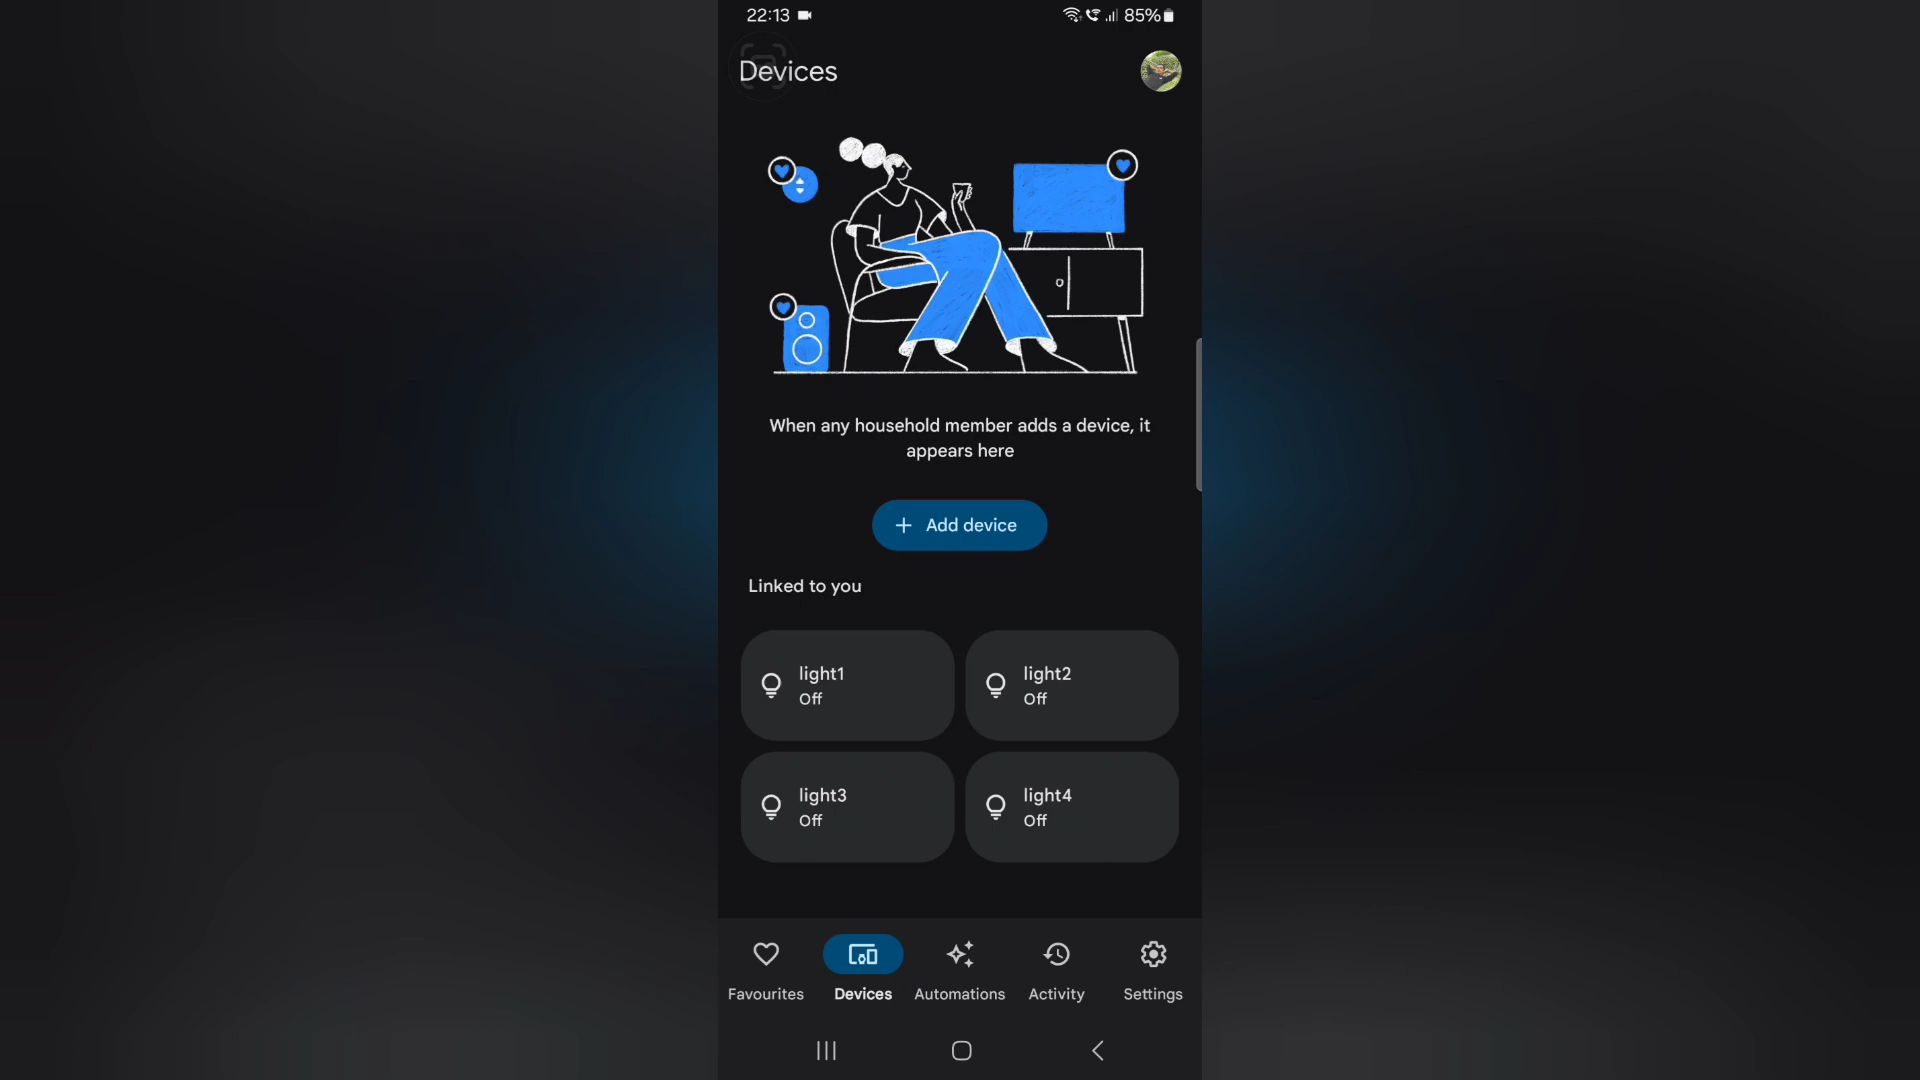 22:13
85%
Devices
When any household member adds a device, it
appears here
+ Add device
Linked to you
light1
Off
light2
Off
light3
Off
light4
Off
Favourites
Devices
Automations
Activity
Settings